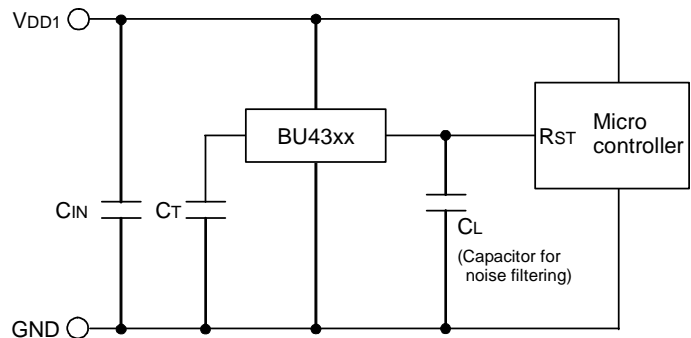 VDD1
BU43xx
RST
Micro
controller
CIN
CT
CL
(Capacitor for
noise filtering)
GND